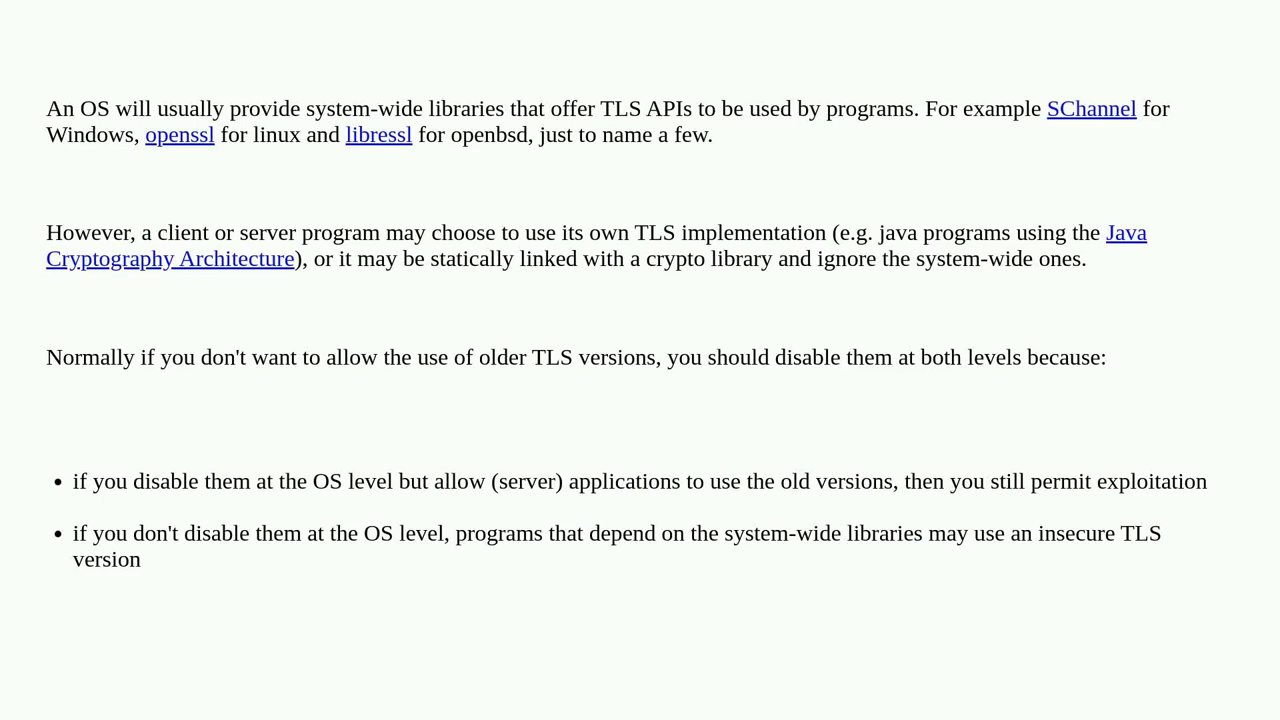 An OS will usually provide system-wide libraries that offer TLS APIs to be used by programs. For example SChannel for
Windows, openssl for linux and libressl for openbsd, just to name a few.
However, a client or server program may choose to use its own TLS implementation (e.g. java programs using the Java
Cryptography Architecture), or it may be statically linked with a crypto library and ignore the system-wide ones.
Normally if you don't want to allow the use of older TLS versions, you should disable them at both levels because:
• if you disable them at the OS level but allow (server) applications to use the old versions, then you still permit exploitation
• if you don't disable them at the OS level, programs that depend on the system-wide libraries may use an insecure TLS
version